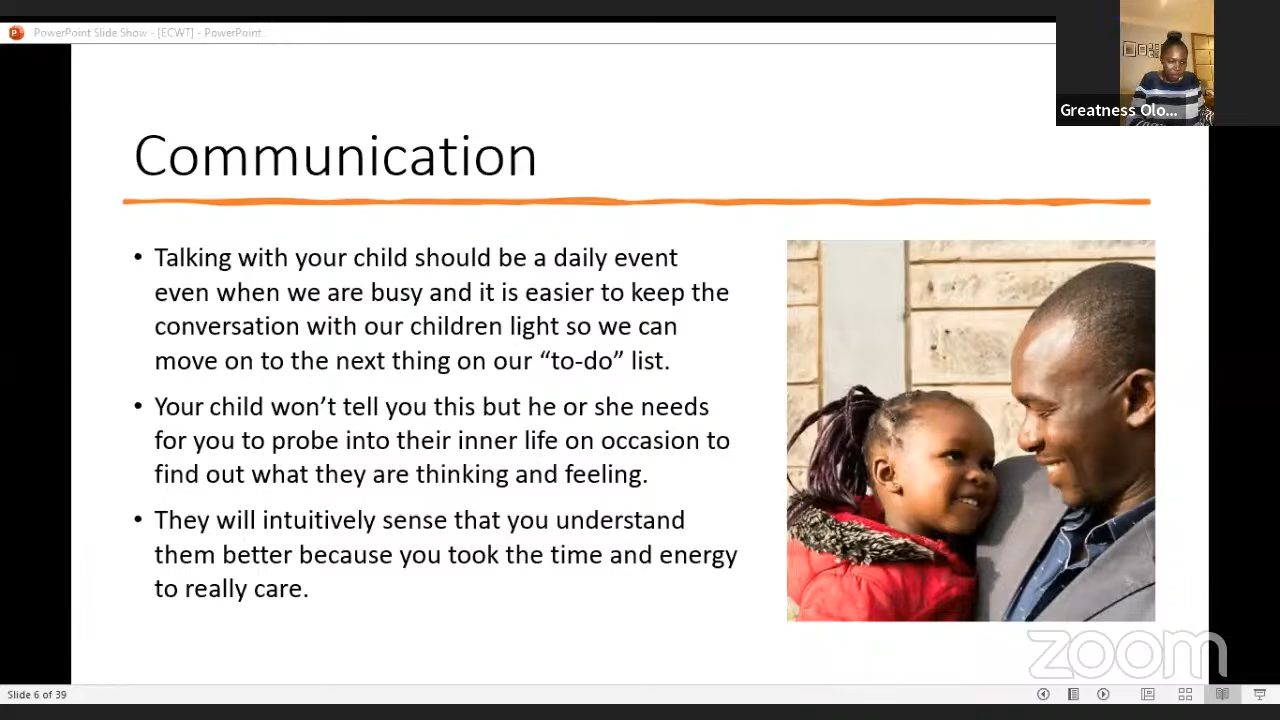 PowerPoint Slide Show - [ECWT] - PowerPoint...
Greatness Olo...
Communication
• Talking with your child should be a daily event
even when we are busy and it is easier to keep the
conversation with our children light so we can
move on to the next thing on our “to-do” list.
• Your child won’t tell you this but he or she needs
for you to probe into their inner life on occasion to
find out what they are thinking and feeling.
• They will intuitively sense that you understand
them better because you took the time and energy
to really care.
zoom
Slide 6 of 39